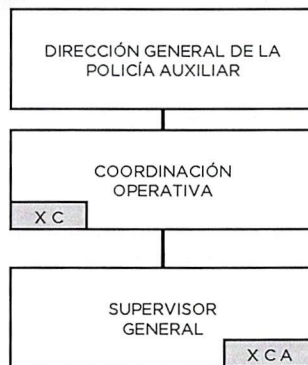 DIRECCIÓN GENERAL DE LA
POLICÍA AUXILIAR
COORDINACIÓN
OPERATIVA
X C
SUPERVISOR
GENERAL
X C A